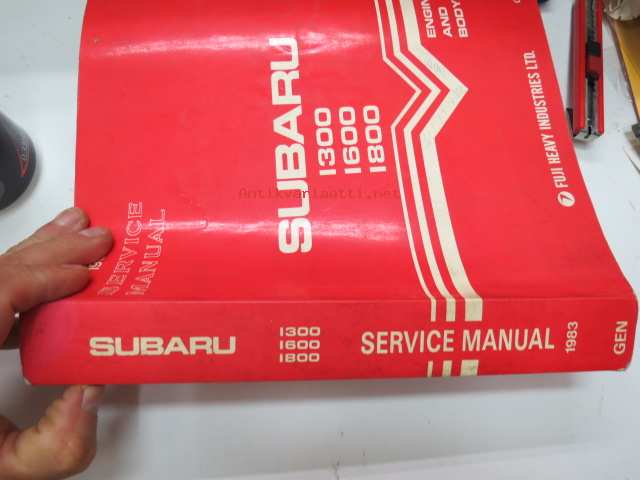 SUBARU
1300
1600
1800
ENGIN
AND
BODY
FUJI HEAVY INDUSTRIES LTD.
SERVICE
MANUAL
Antikvariaatti.net
SUBARU
1300
1600
1800
SERVICE MANUAL
1983
GEN